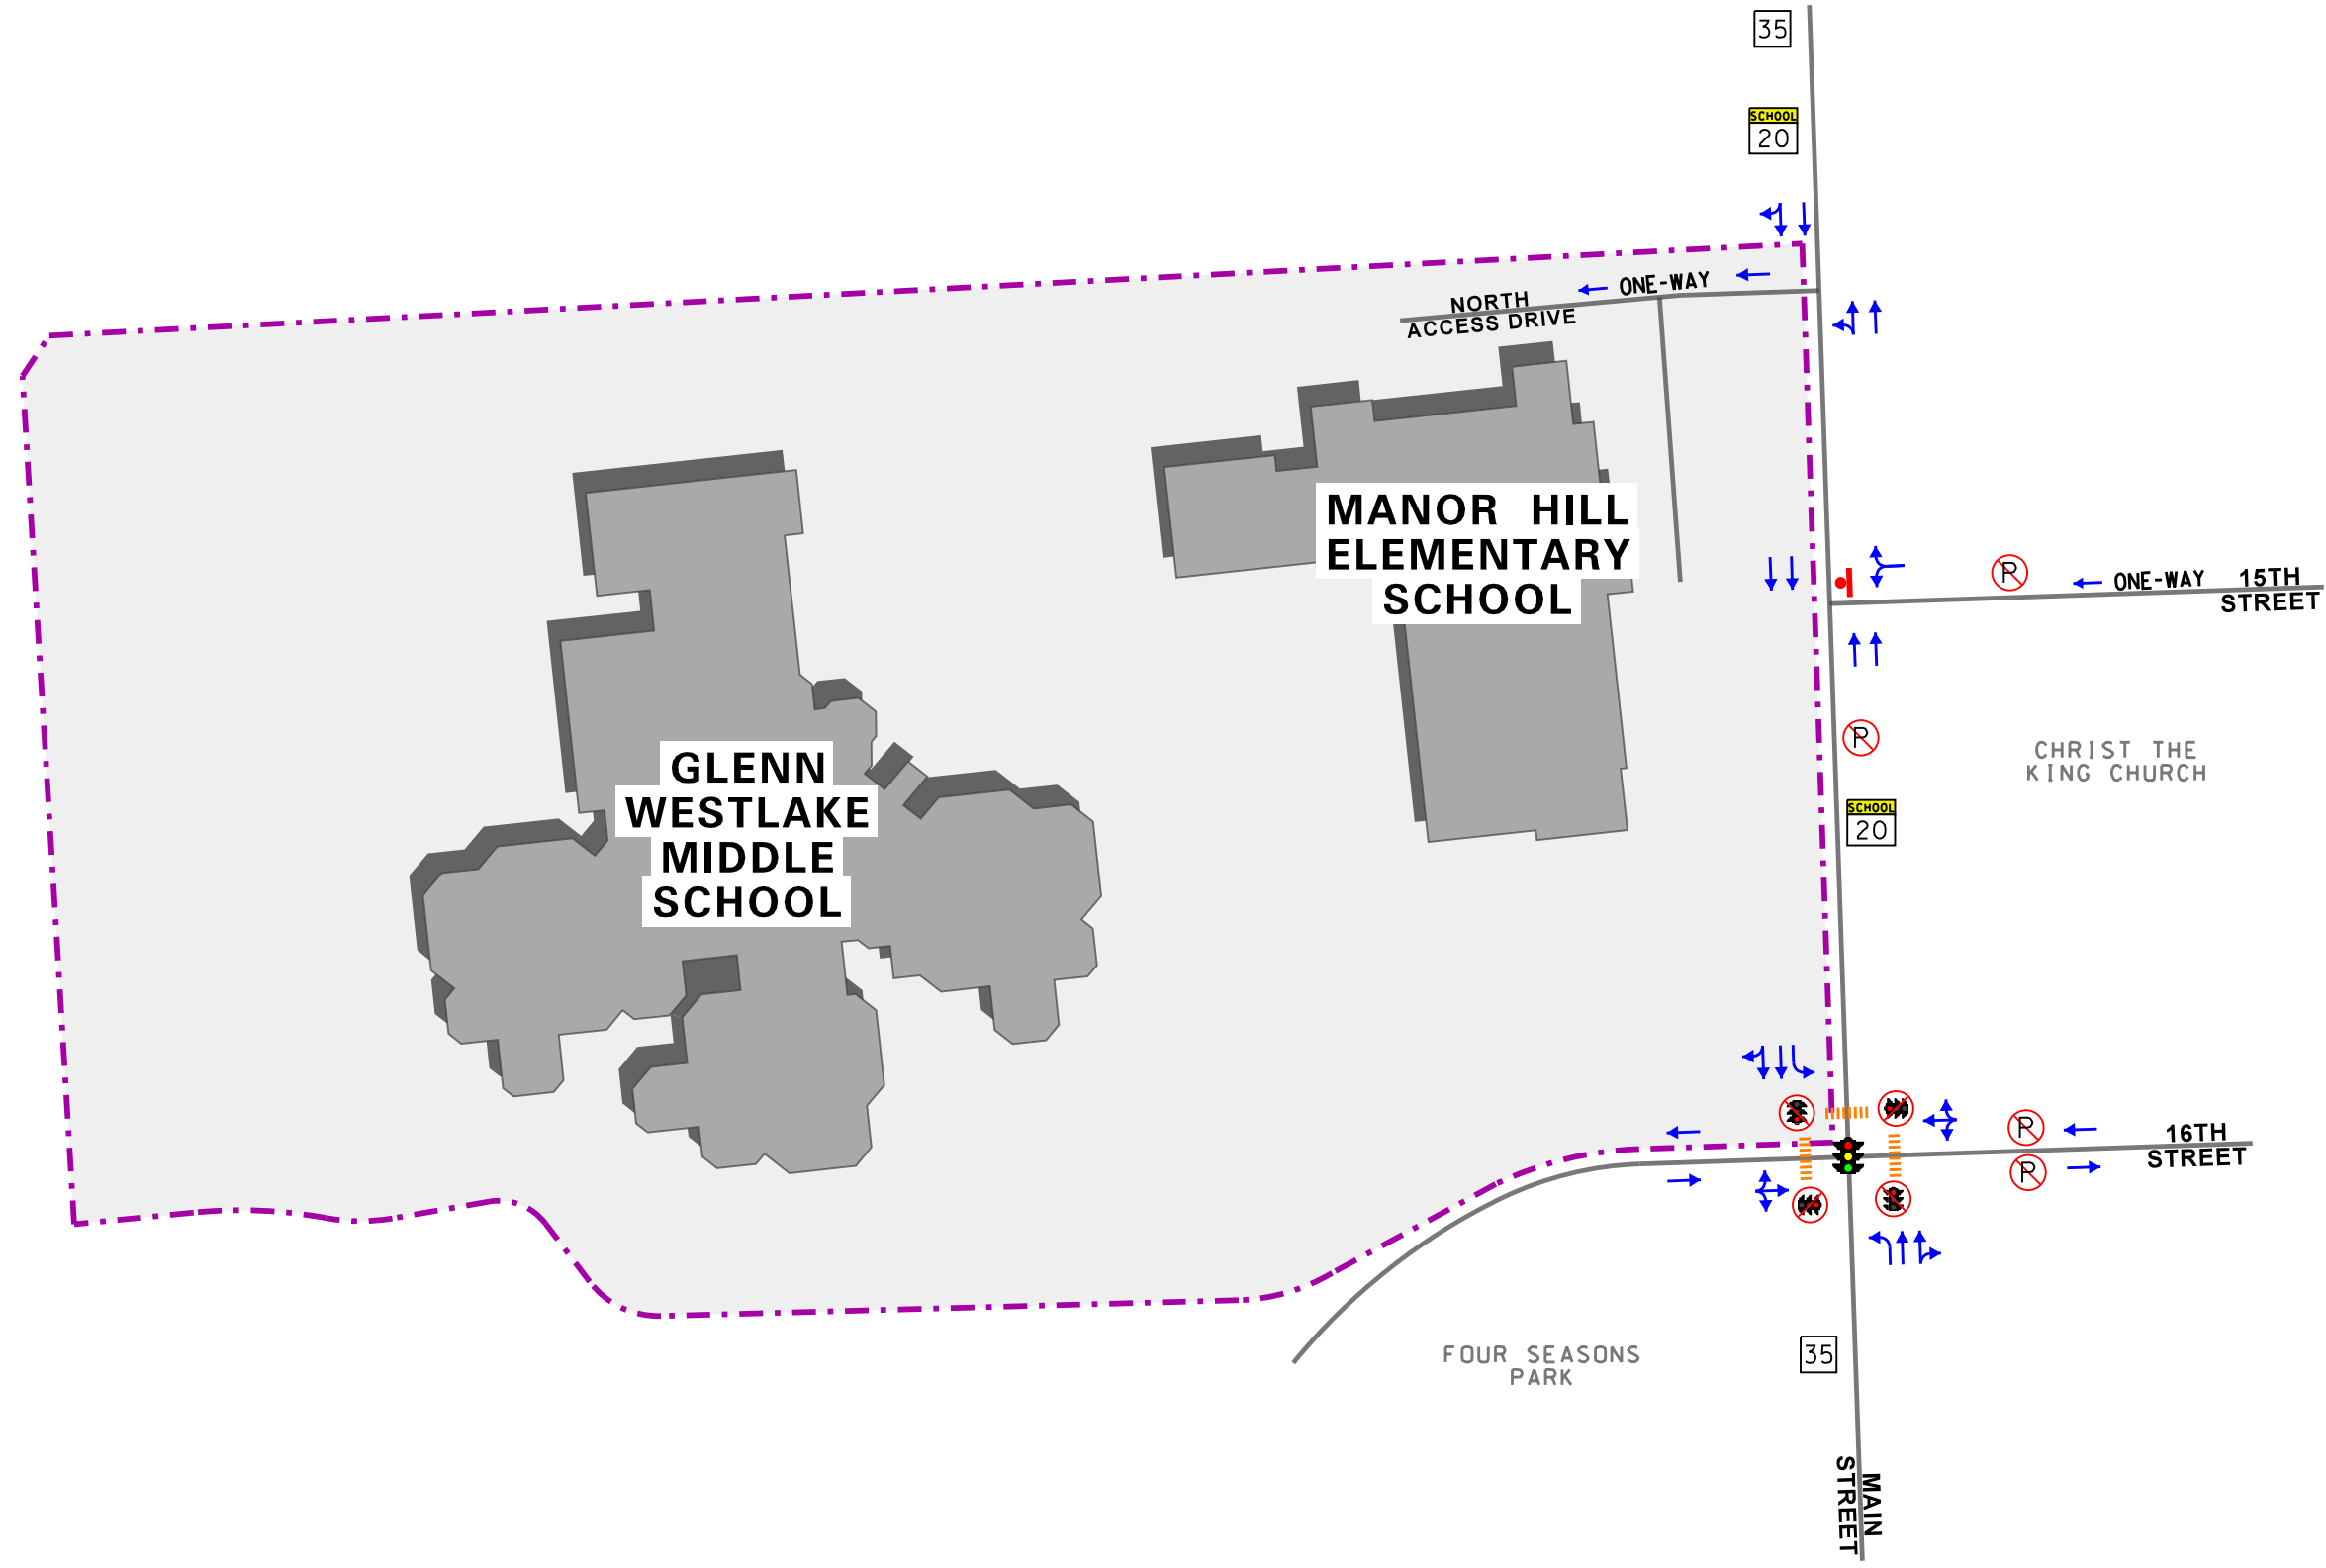 35
SCHOOL
20
ONE-WAY
NORTH
ACCESS DRIVE
MANOR HILL
ELEMENTARY
SCHOOL
P
ONE-WAY
15TH
STREET
P
CHRIST THE
KING CHURCH
GLENN
WESTLAKE
MIDDLE
SCHOOL
SCHOOL
20
P
16TH
STREET
P
FOUR SEASONS
PARK
35
MAIN
STREET